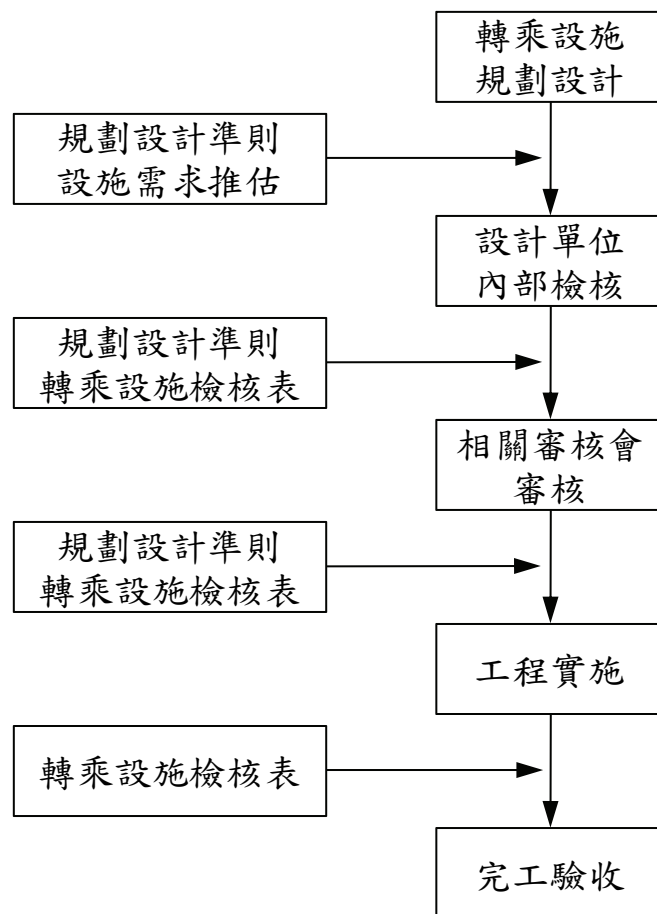 轉乘設施
規劃設計
規劃設計準則
設施需求推估
設計單位
內部檢核
規劃設計準則
轉乘設施檢核表
相關審核會
審核
規劃設計準則
轉乘設施檢核表
工程實施
轉乘設施檢核表
完工驗收